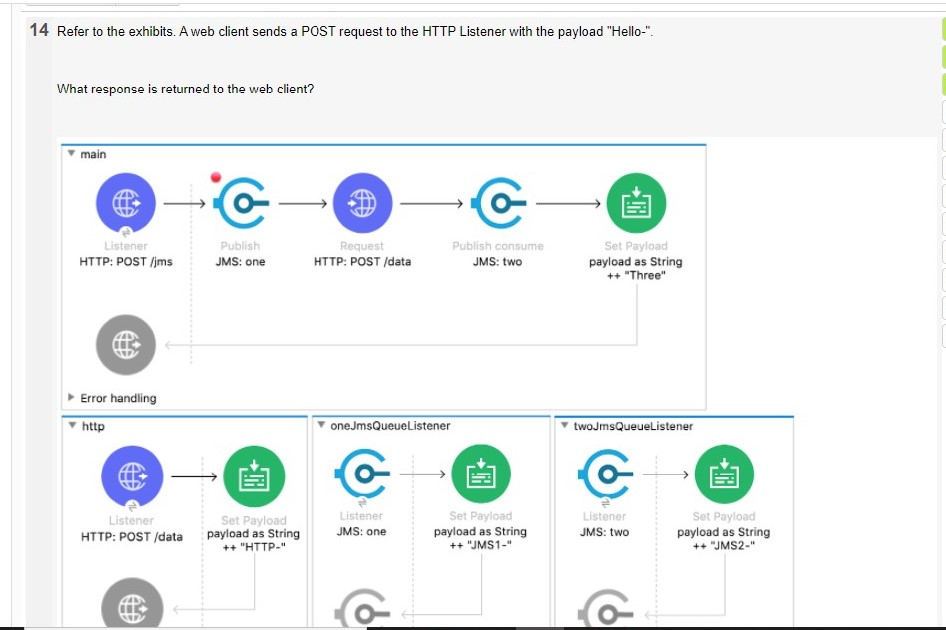 14 Refer to the exhibits. A web client sends a POST request to the HTTP Listener with the payload "Hello-".
What response is returned to the web client?
main
Listener
HTTP: POST /jms
Publish
JMS: one
Request
HTTP: POST /data
Publish consume
JMS: two
Set Payload
payload as String
++ "Three"
Error handling
http
Listener
HTTP: POST /data
Set Payload
payload as String
++ "HTTP-"
oneJmsQueueListener
Listener
JMS: one
Set Payload
payload as String
++ "JMS1-"
twoJmsQueueListener
Listener
JMS: two
Set Payload
payload as String
++ "JMS2-"